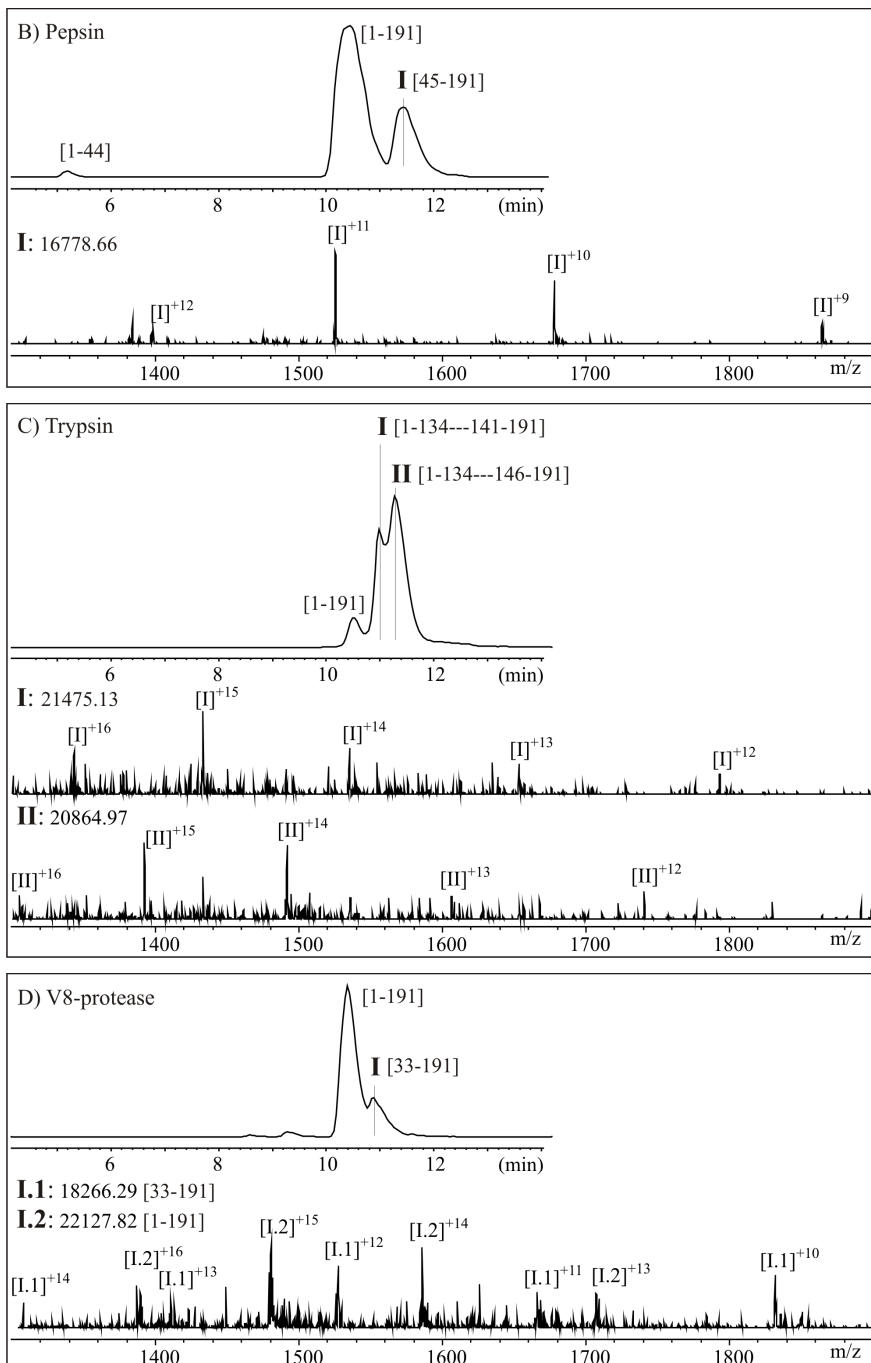 B) Pepsin
[1-191]
I [45-191]
[1-44]
6 8 10 12 (min)
I: 16778.66
[I]+12 [I]+11 [I]+10 [I]+9
1400 1500 1600 1700 1800 m/z
C) Trypsin
I [1-134---141-191]
II [1-134---146-191]
[1-191]
6 8 10 12 (min)
I: 21475.13
[I]+16 [I]+15 [I]+14 [I]+13 [I]+12
II: 20864.97
[II]+16 [II]+15 [II]+14 [II]+13 [II]+12
1400 1500 1600 1700 1800 m/z
D) V8-protease
[1-191]
I [33-191]
6 8 10 12 (min)
I.1: 18266.29 [33-191]
I.2: 22127.82 [1-191]
[I.1]+14 [I.2]+16 [I.1]+13 [I.2]+15 [I.1]+12 [I.2]+14 [I.1]+11 [I.2]+13 [I.1]+10
1400 1500 1600 1700 1800 m/z